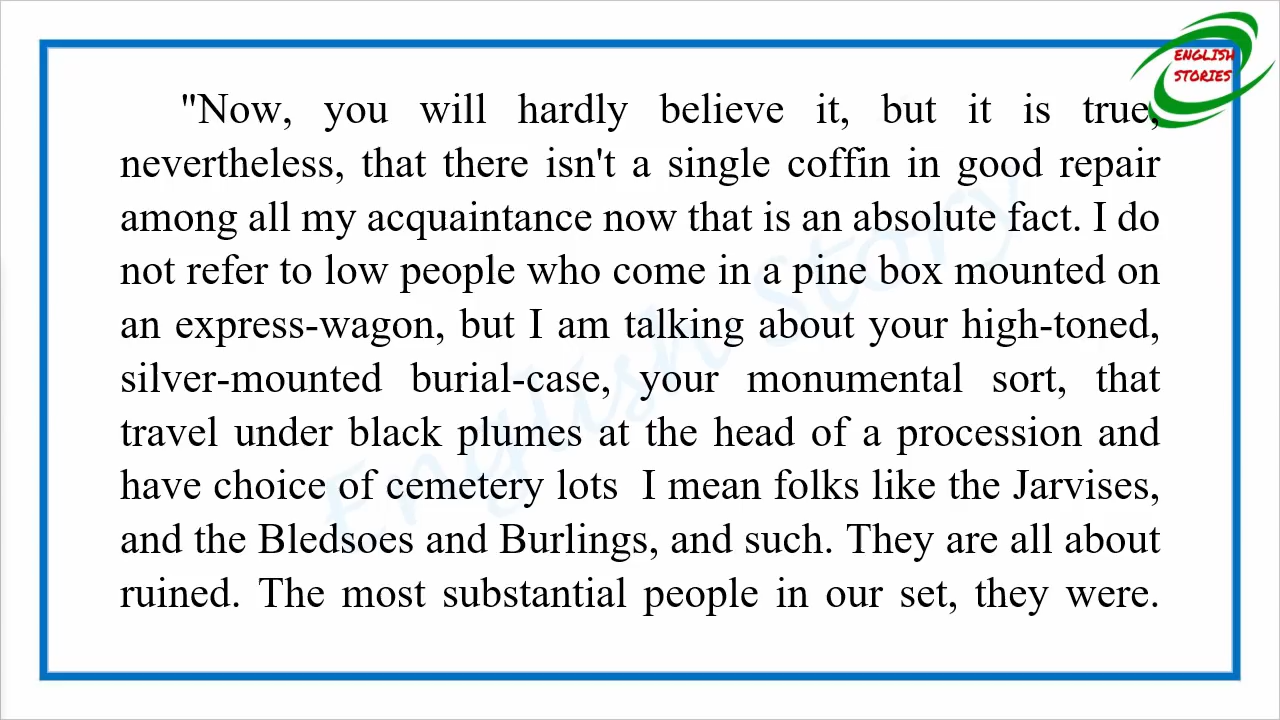 ENGLISH
STORIES
"Now, you will hardly believe it, but it is true,
nevertheless, that there isn't a single coffin in good repair
among all my acquaintance now that is an absolute fact. I do
not refer to low people who come in a pine box mounted on
an express-wagon, but I am talking about your high-toned,
silver-mounted burial-case, your monumental sort, that
travel under black plumes at the head of a procession and
have choice of cemetery lots  I mean folks like the Jarvises,
and the Bledsoes and Burlings, and such. They are all about
ruined. The most substantial people in our set, they were.
English Story